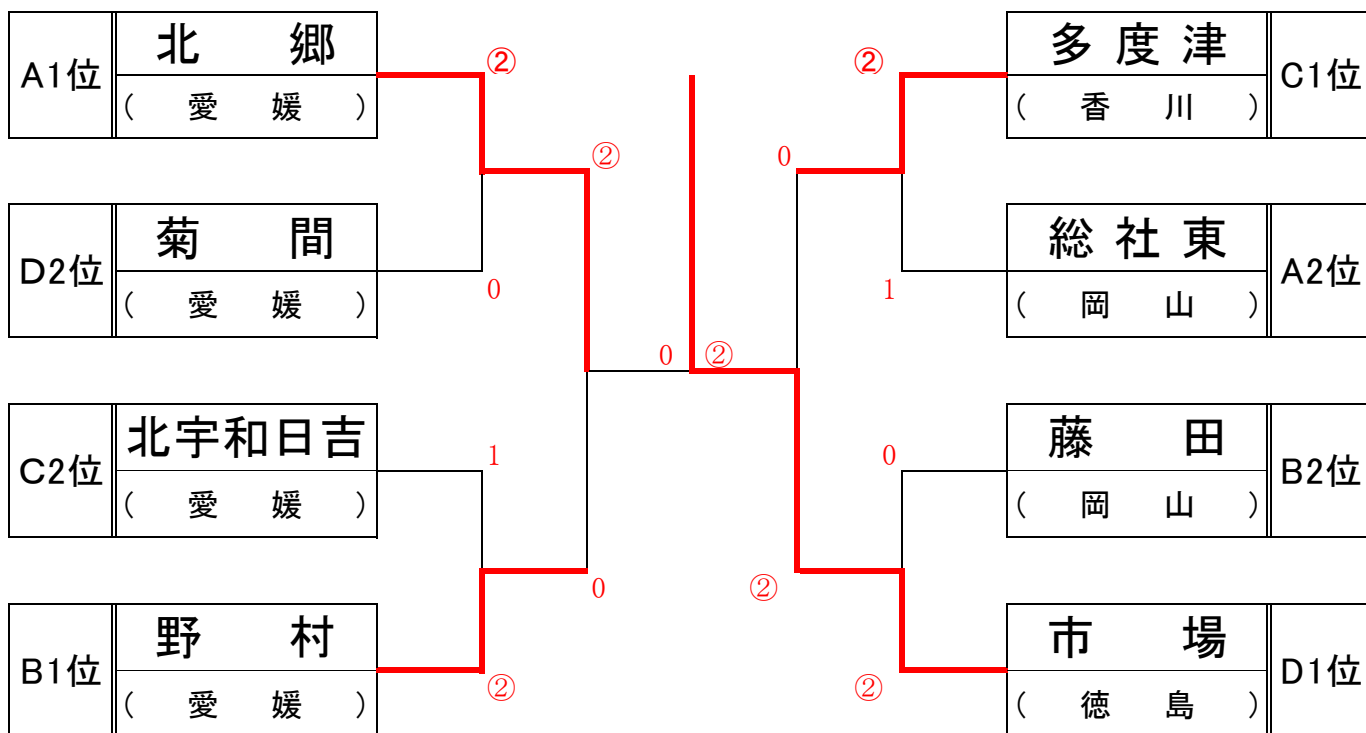 A1位
北郷
(愛媛)
②
②
0
D2位
菊間
(愛媛)
C2位
北宇和日吉
(愛媛)
1
0
②
B1位
野村
(愛媛)
0
②
②
0
1
C1位
多度津
(香川)
A2位
総社東
(岡山)
0
②
②
B2位
藤田
(岡山)
D1位
市場
(徳島)